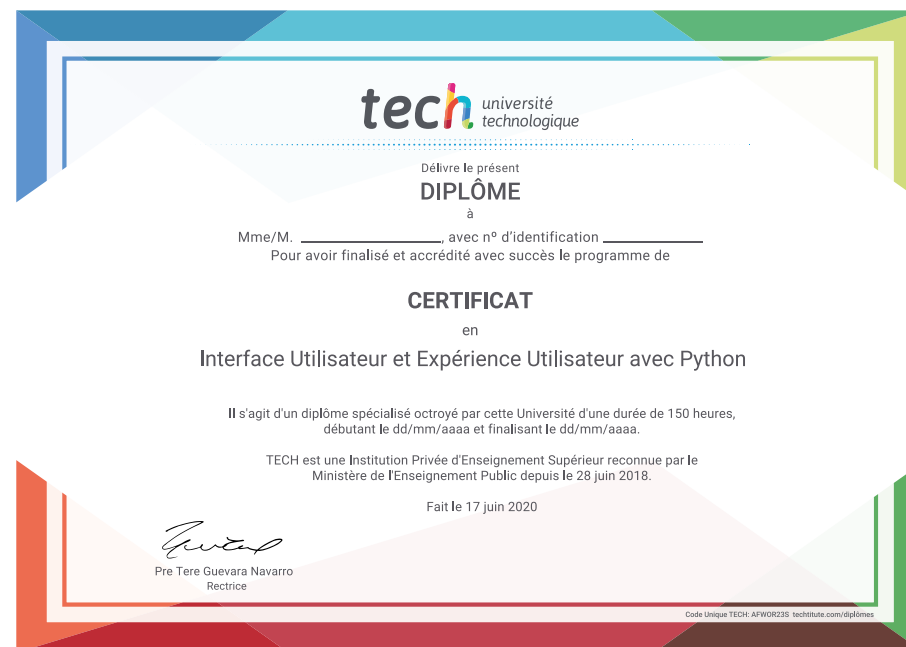 tech université
technologique
Délivre le présent
DIPLÔME
à
Mme/M. ____________________, avec nº d'identification ______________
Pour avoir finalisé et accrédité avec succès le programme de
CERTIFICAT
en
Interface Utilisateur et Expérience Utilisateur avec Python
Il s'agit d'un diplôme spécialisé octroyé par cette Université d'une durée de 150 heures,
débutant le dd/mm/aaaa et finalisant le dd/mm/aaaa.
TECH est une Institution Privée d'Enseignement Supérieur reconnue par le
Ministère de l'Enseignement Public depuis le 28 juin 2018.
Fait le 17 juin 2020
Pre Tere Guevara Navarro
Rectrice
Code Unique TECH: AFWOR23S techtitute.com/diplômes